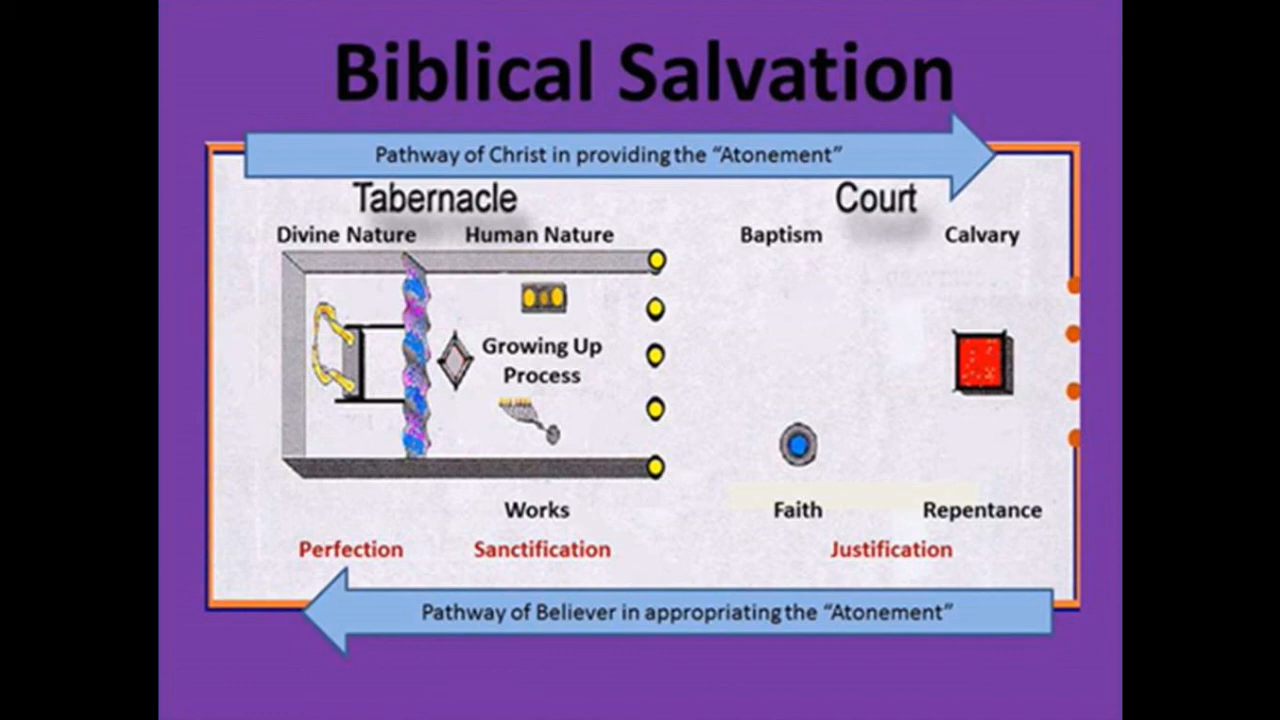 Biblical Salvation
Pathway of Christ in providing the “Atonement”
Tabernacle
Court
Divine Nature
Human Nature
Baptism
Calvary
Growing Up
Process
Works
Faith
Repentance
Perfection
Sanctification
Justification
Pathway of Believer in appropriating the “Atonement”